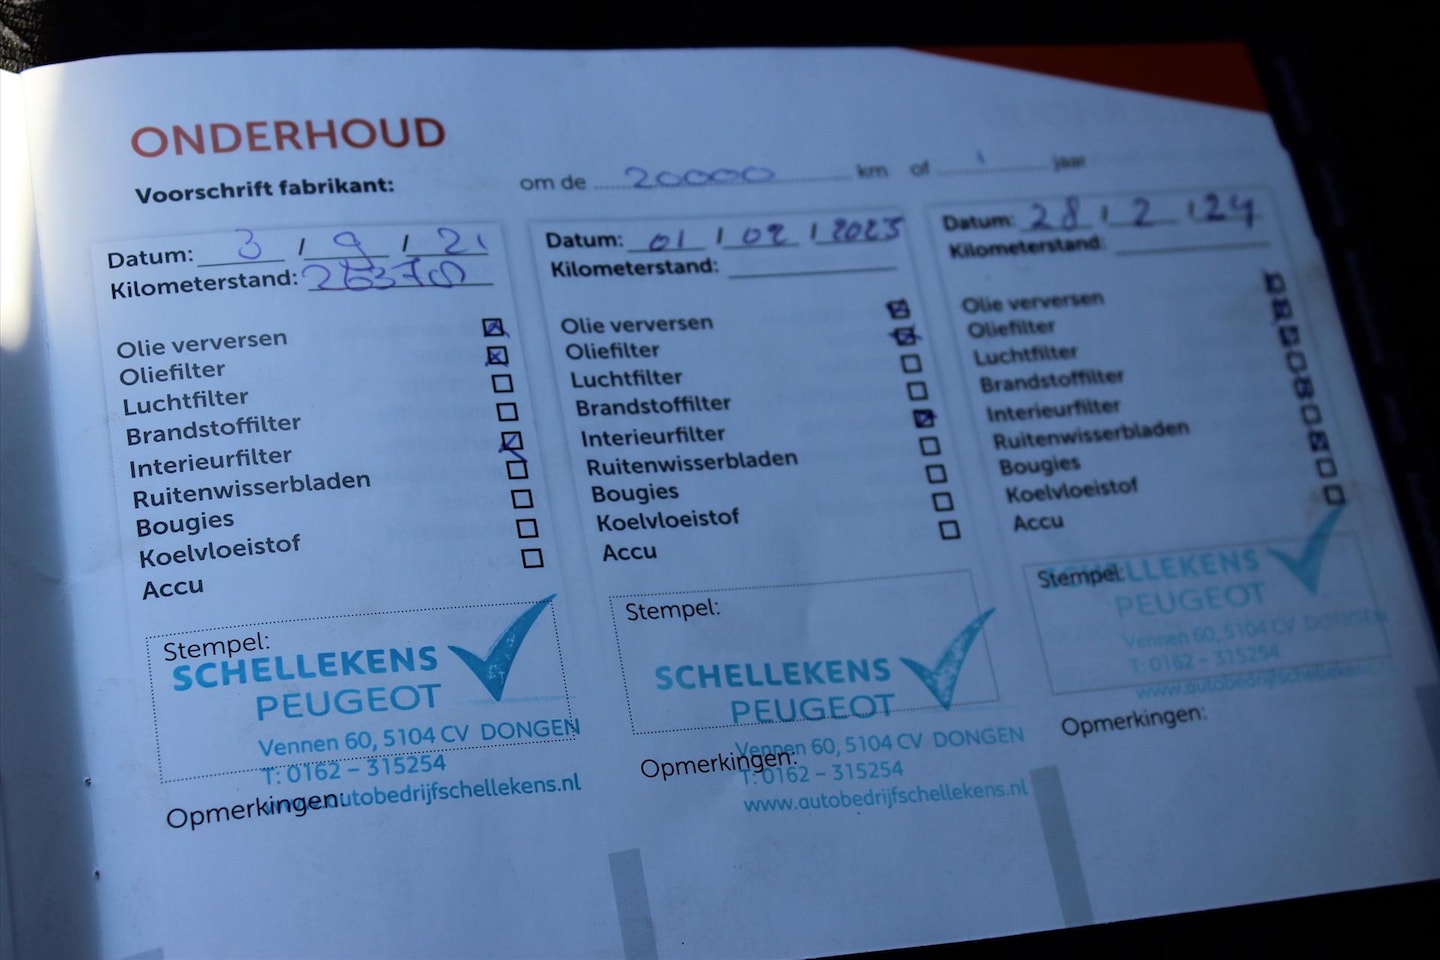 ONDERHOUD
Voorschrift fabrikant: om de 20000 km of 1 jaar
Datum: 3 / 9 / 21
Kilometerstand:
Olie verversen
Oliefilter
Luchtfilter
Brandstoffilter
Interieurfilter
Ruitenwisserbladen
Bougies
Koelvloeistof
Accu
Stempel:
SCHELLEKENS
PEUGEOT
Vennen 60, 5104 CV DONGEN
T: 0162 – 315254
www.autobedrijfschellekens.nl
Opmerkingen:
Datum: 01 / 02 / 2023
Kilometerstand:
Olie verversen
Oliefilter
Luchtfilter
Brandstoffilter
Interieurfilter
Ruitenwisserbladen
Bougies
Koelvloeistof
Accu
Stempel:
SCHELLEKENS
PEUGEOT
Vennen 60, 5104 CV DONGEN
T: 0162 – 315254
www.autobedrijfschellekens.nl
Opmerkingen:
Datum: 28 / 2 / 24
Kilometerstand:
Olie verversen
Oliefilter
Luchtfilter
Brandstoffilter
Interieurfilter
Ruitenwisserbladen
Bougies
Koelvloeistof
Accu
Stempel:
SCHELLEKENS
PEUGEOT
Vennen 60, 5104 CV DONGEN
T: 0162 – 315254
www.autobedrijfschellekens.nl
Opmerkingen: